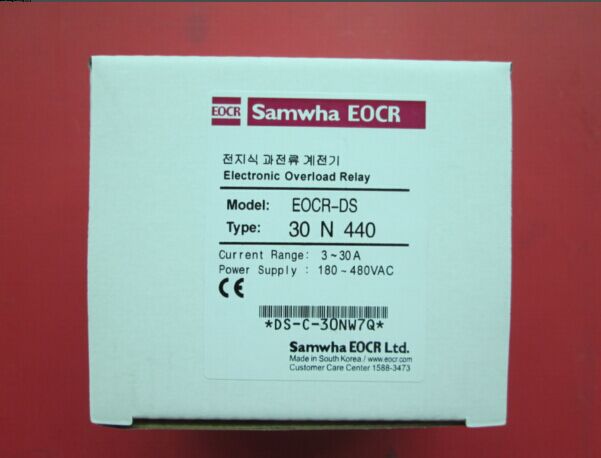 EOCR Samwha EOCR
전지식 과전류 계전기
Electronic Overload Relay
Model: EOCR-DS
Type: 30 N 440
Current Range: 3~30A
Power Supply : 180~480VAC
CE
*DS-C-30NW7Q*
Samwha EOCR Ltd.
Made in South Korea / www.eocr.com
Customer Care Center 1588-3473